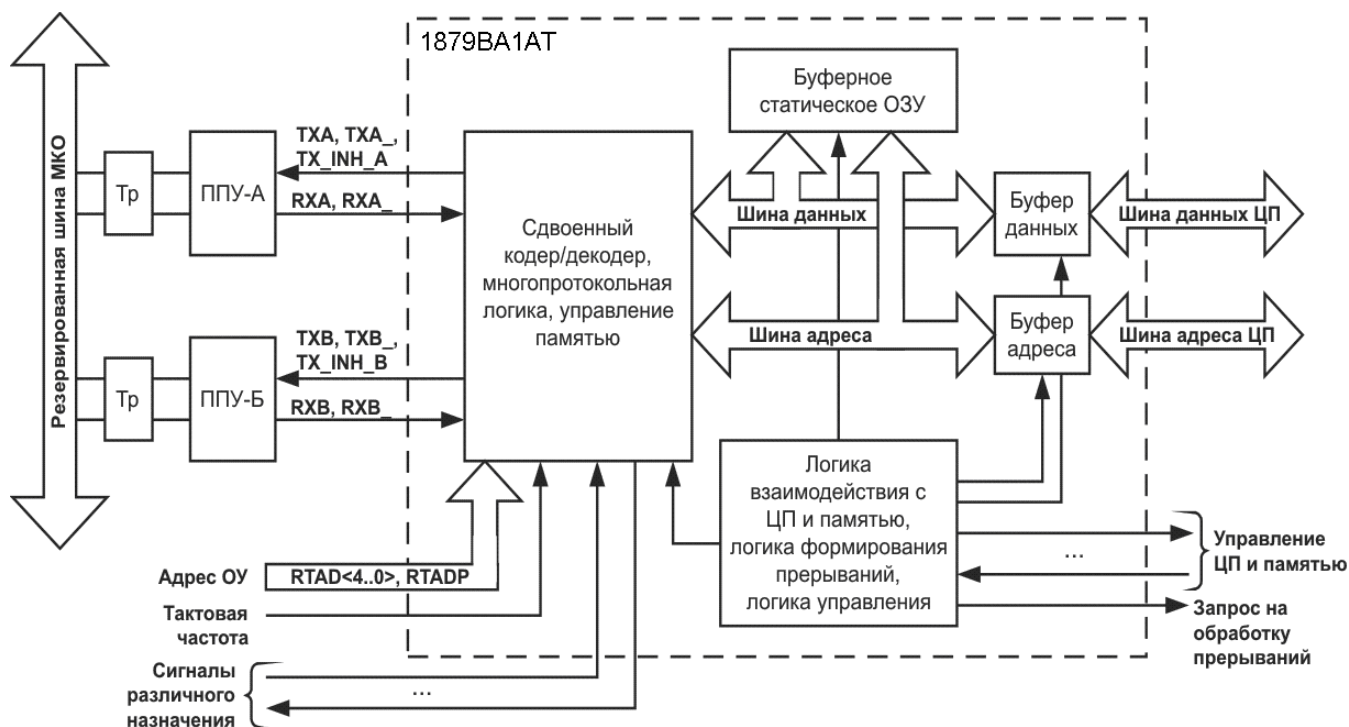 1879ВА1АТ
Буферное
статическое ОЗУ
Резервированная шина МКО
Тр
ППУ-А
TXA, TXA_,
TX_INH_A
RXA, RXA_
Сдвоенный
кодер/декодер,
многопротокольная
логика, управление
памятью
Шина данных
Буфер
данных
Шина данных ЦП
Шина адреса
Буфер
адреса
Шина адреса ЦП
Тр
ППУ-Б
TXB, TXB_,
TX_INH_B
RXB, RXB_
Логика
взаимодействия с
ЦП и памятью,
логика формирования
прерываний,
логика управления
...
Управление
ЦП и памятью
Запрос на
обработку
прерываний
Адрес ОУ
RTAD<4..0>, RTADP
Тактовая
частота
Сигналы
различного
назначения
...